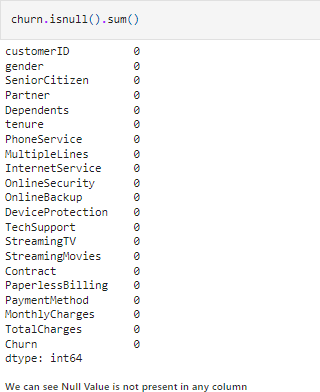 churn.isnull().sum()
customerID 0
gender 0
SeniorCitizen 0
Partner 0
Dependents 0
tenure 0
PhoneService 0
MultipleLines 0
InternetService 0
OnlineSecurity 0
OnlineBackup 0
DeviceProtection 0
TechSupport 0
StreamingTV 0
StreamingMovies 0
Contract 0
PaperlessBilling 0
PaymentMethod 0
MonthlyCharges 0
TotalCharges 0
Churn 0
dtype: int64
We can see Null Value is not present in any column